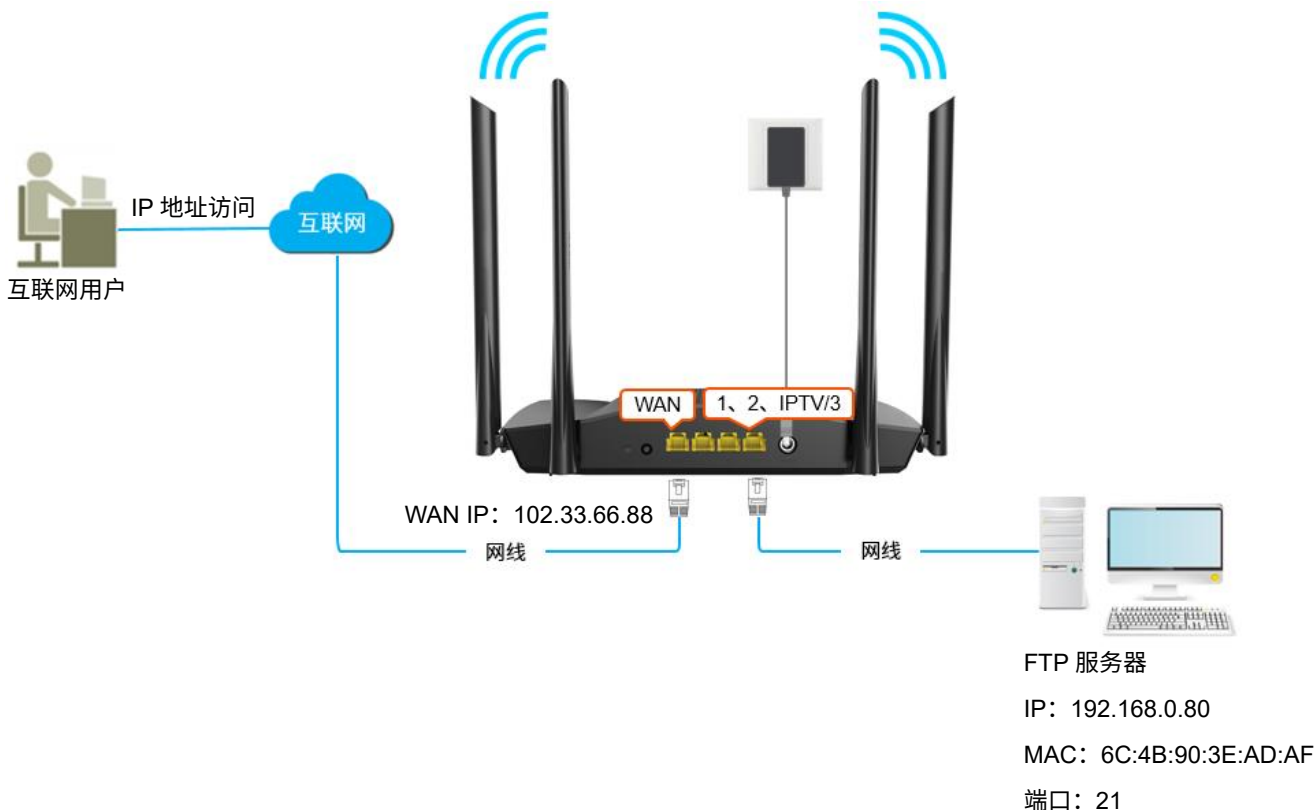 IP 地址访问
互联网
互联网用户
WAN
1、2、IPTV/3
WAN IP：102.33.66.88
网线
网线
FTP 服务器
IP：192.168.0.80
MAC：6C:4B:90:3E:AD:AF
端口：21